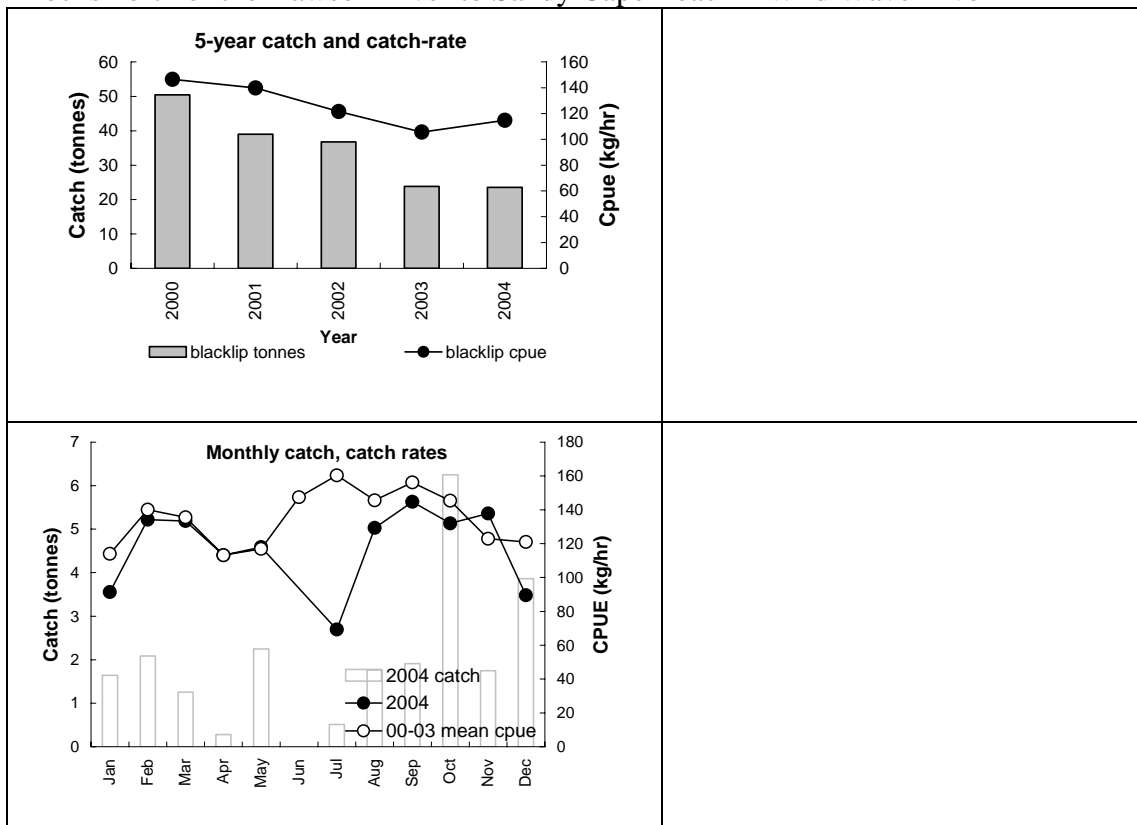 5-year catch and catch-rate
Catch (tonnes)
60
50
40
30
20
10
0
160
140
120
100
80
60
40
20
0
Cpue (kg/hr)
2000
2001
2002
2003
2004
Year
blacklip tonnes
blacklip cpue
Monthly catch, catch rates
Catch (tonnes)
7
6
5
4
3
2
1
0
180
160
140
120
100
80
60
40
20
0
CPUE (kg/hr)
2004 catch
2004
00-03 mean cpue
Jan
Feb
Mar
Apr
May
Jun
Jul
Aug
Sep
Oct
Nov
Dec